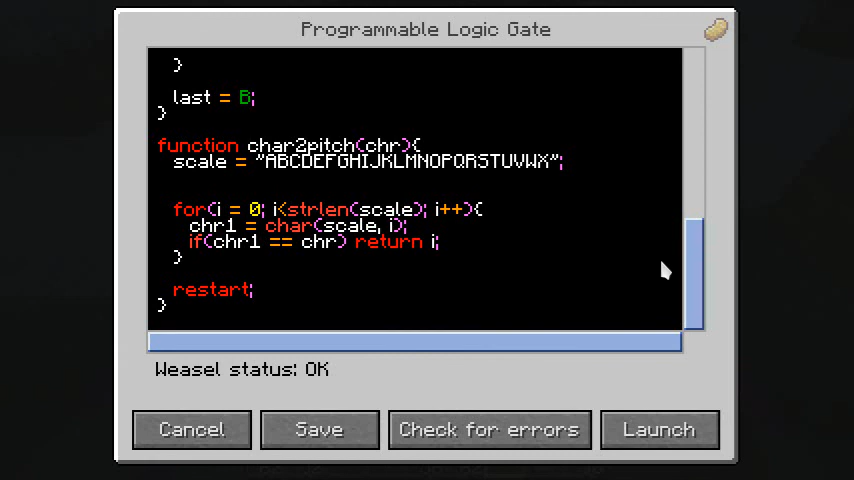 Programmable Logic Gate
}
last = B;
}
function char2pitch(chr){
scale = "ABCDEFGHIJKLMNOPQRSTUVWX";
for(i = 0; i<strlen(scale); i++){
chr1 = char(scale, i);
if(chr1 == chr) return i;
}
restart;
}
Weasel status: OK
Cancel
Save
Check for errors
Launch